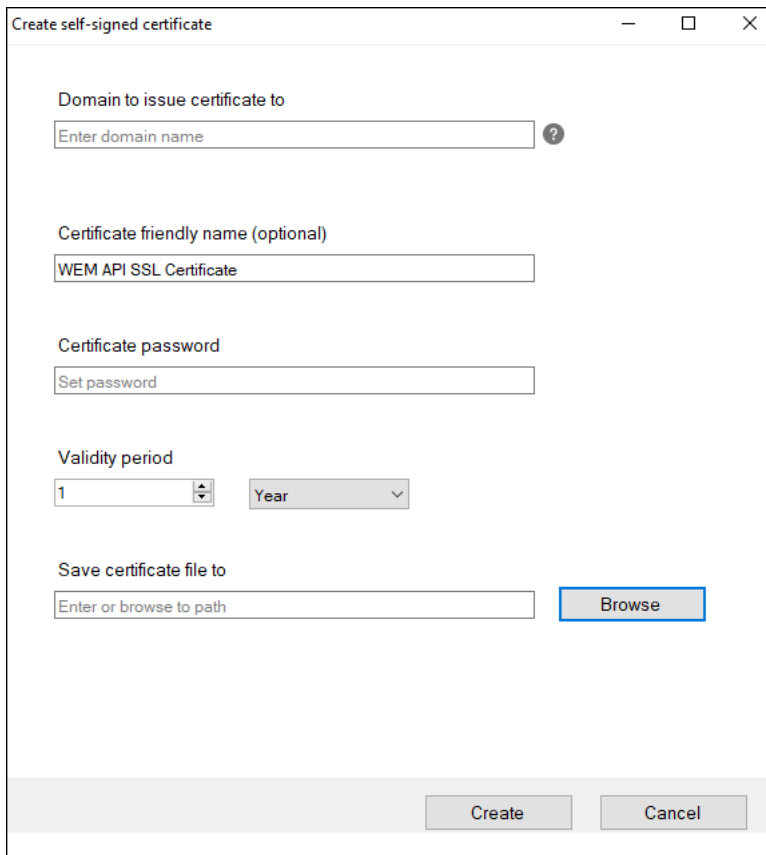 Create self-signed certificate
Domain to issue certificate to
Enter domain name
?
Certificate friendly name (optional)
WEM API SSL Certificate
Certificate password
Set password
Validity period
1 Year
Save certificate file to
Enter or browse to path Browse
Create Cancel